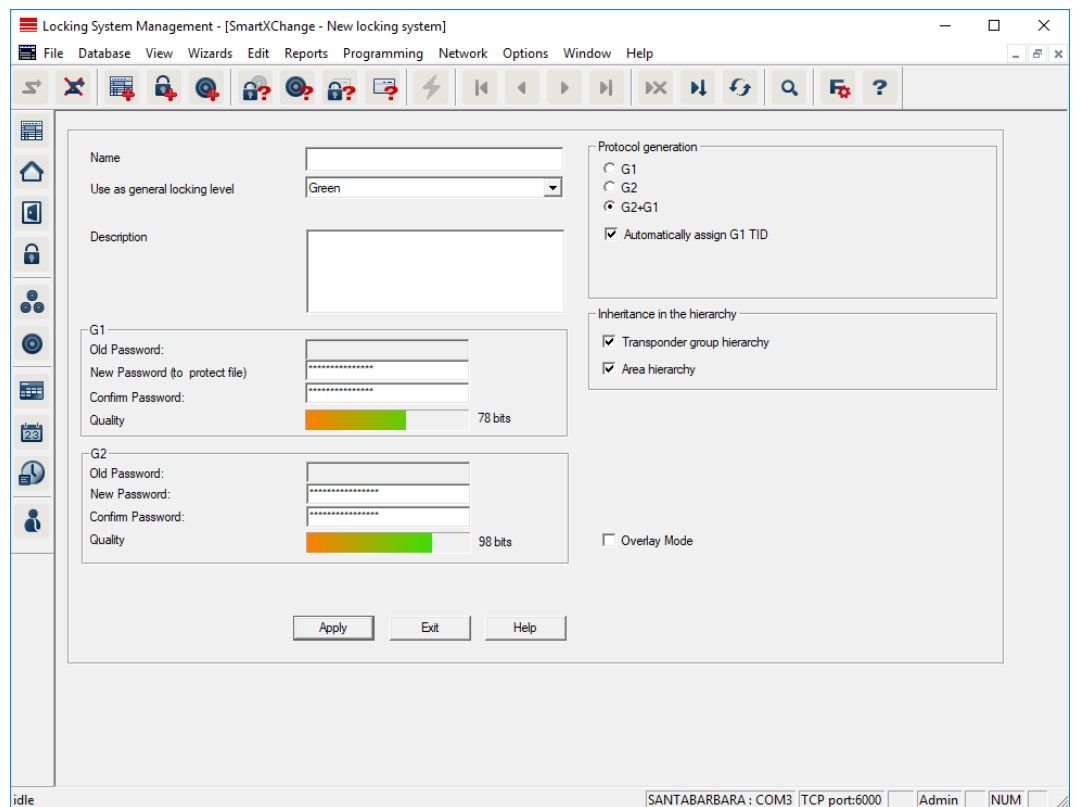 Locking System Management - [SmartXChange - New locking system]
File Database View Wizards Edit Reports Programming Network Options Window Help
Name
Use as general locking level
Green
Description
G1
Old Password:
New Password (to protect file)
***************
Confirm Password:
***************
Quality
78 bits
G2
Old Password:
New Password:
****************
Confirm Password:
****************
Quality
98 bits
Protocol generation
G1
G2
G2+G1
Automatically assign G1 TID
Inheritance in the hierarchy
Transponder group hierarchy
Area hierarchy
Overlay Mode
Apply
Exit
Help
23
idle
SANTABARBARA : COM3
TCP port:6000
Admin
NUM